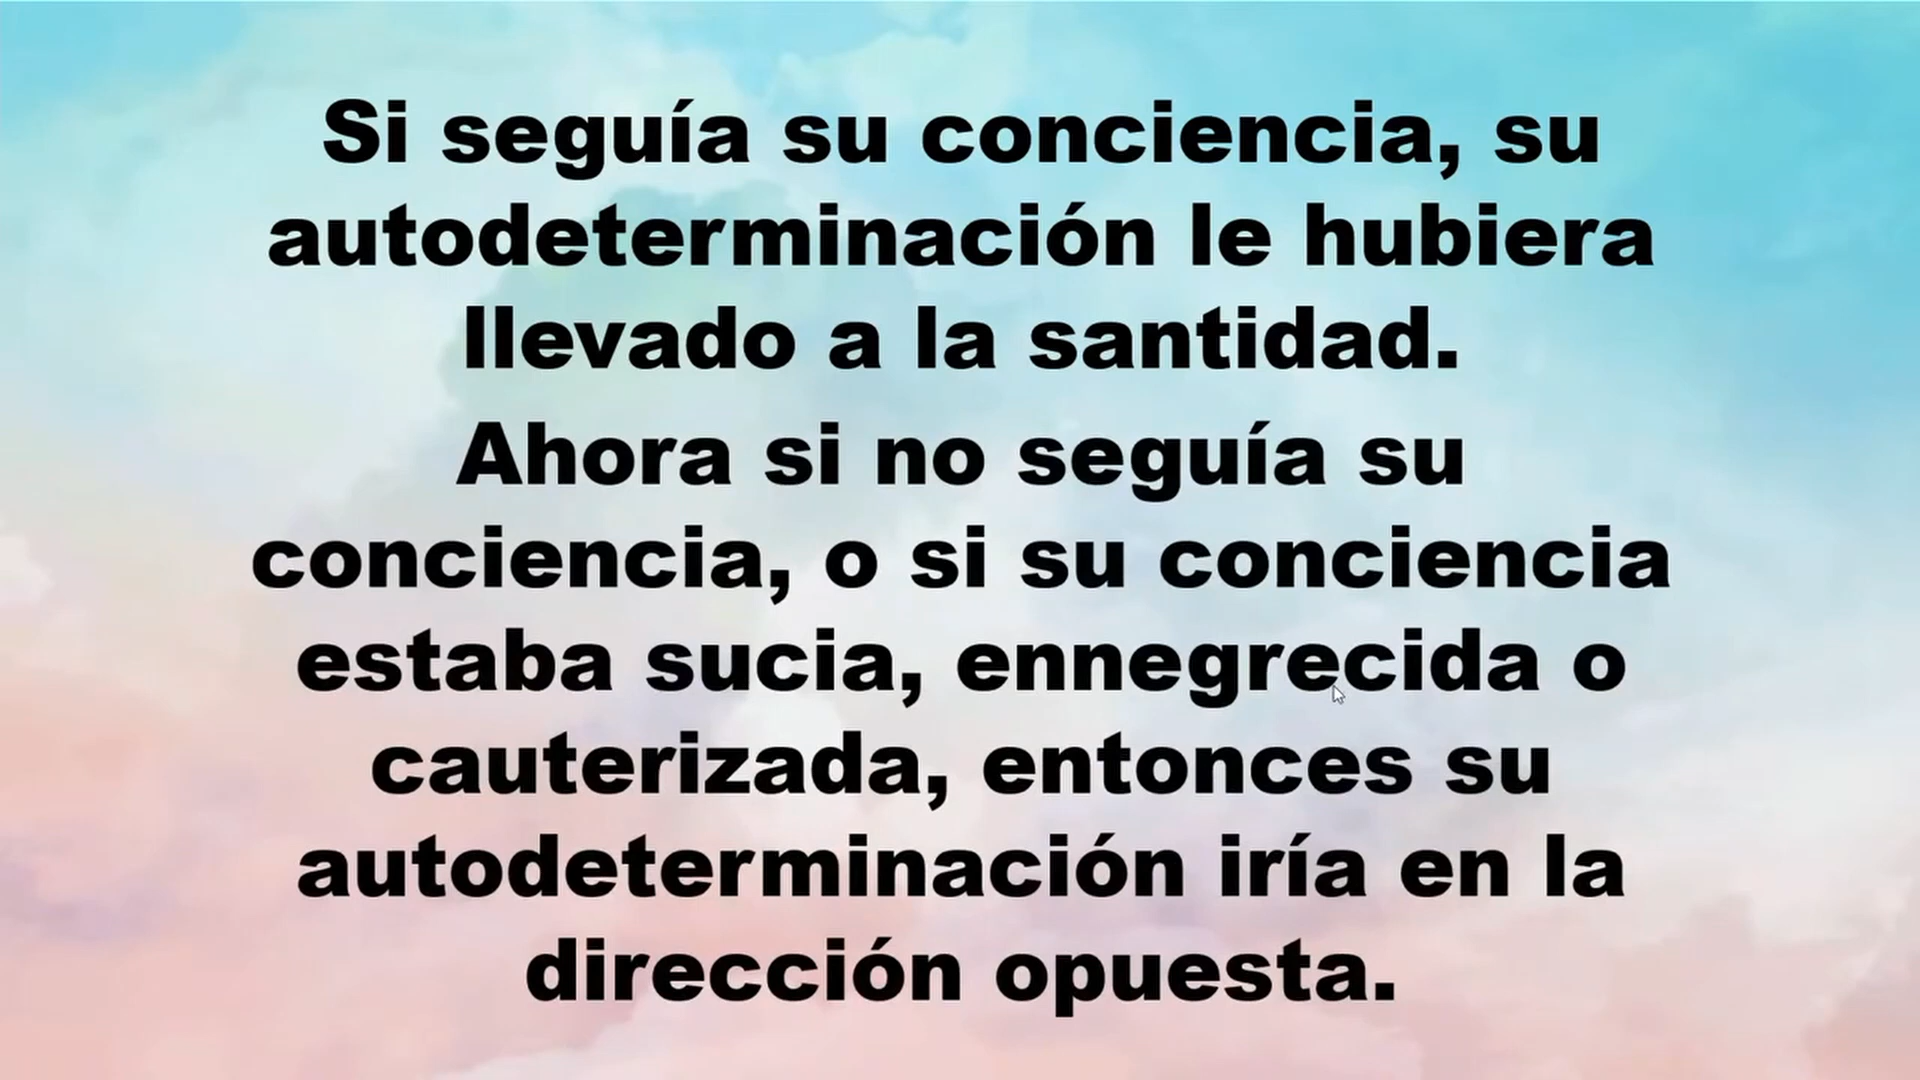 Si seguía su conciencia, su
autodeterminación le hubiera
llevado a la santidad.
Ahora si no seguía su
conciencia, o si su conciencia
estaba sucia, ennegrecida o
cauterizada, entonces su
autodeterminación iría en la
dirección opuesta.